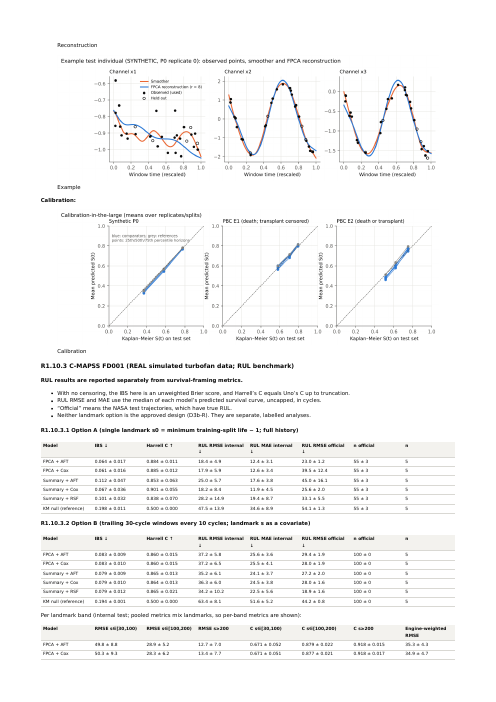 Reconstruction
Example test individual (SYNTHETIC, P0 replicate 0): observed points, smoother and FPCA reconstruction
Channel x1
Channel x2
Channel x3
Smoother
FPCA reconstruction (r = 6)
Observed (used)
Held out
Window time (rescaled)
Window time (rescaled)
Window time (rescaled)
Example
Calibration:
Calibration-in-the-large (means over replicates/splits)
Synthetic P0
PBC E1 (death; transplant censored)
PBC E2 (death or transplant)
Mean predicted S(t)
Mean predicted S(t)
Mean predicted S(t)
Kaplan–Meier S(t) on test set
Kaplan–Meier S(t) on test set
Kaplan–Meier S(t) on test set
Calibration
R1.10.3 C-MAPSS FD001 (REAL simulated turbofan data; RUL benchmark)
RUL results are reported separately from survival-framing metrics.
• With no censoring, the IBS here is an unweighted Brier score, and Harrell's C equals Uno's C up to truncation.
• RUL RMSE and MAE use the median of each model's predicted survival curve, uncapped, in cycles.
• "Official" means the NASA test trajectories, which have true RUL.
• Neither landmark option is the approved design (D3b-R). They are separate, labelled analyses.
R1.10.3.1 Option A (single landmark s0 = minimum training-split life − 1; full history)
Model IBS ↓ Harrell C ↑ RUL RMSE internal ↓ RUL MAE internal ↓ RUL RMSE official ↓ n official n
FPCA + AFT 0.064 ± 0.017 0.884 ± 0.011 18.4 ± 4.9 12.4 ± 3.1 23.0 ± 1.2 55 ± 3 5
FPCA + Cox 0.061 ± 0.016 0.885 ± 0.012 17.9 ± 5.9 12.6 ± 3.4 39.5 ± 12.4 55 ± 3 5
Summary + AFT 0.112 ± 0.047 0.853 ± 0.063 25.0 ± 5.7 17.6 ± 3.8 45.0 ± 16.1 55 ± 3 5
Summary + Cox 0.067 ± 0.036 0.901 ± 0.055 18.2 ± 8.4 11.9 ± 4.5 25.6 ± 2.0 55 ± 3 5
Summary + RSF 0.101 ± 0.032 0.838 ± 0.070 28.2 ± 14.9 19.4 ± 8.7 33.1 ± 5.5 55 ± 3 5
KM null (reference) 0.198 ± 0.011 0.500 ± 0.000 47.5 ± 13.9 34.6 ± 8.9 54.1 ± 1.3 55 ± 3 5
R1.10.3.2 Option B (trailing 30-cycle windows every 10 cycles; landmark s as a covariate)
Model IBS ↓ Harrell C ↑ RUL RMSE internal ↓ RUL MAE internal ↓ RUL RMSE official ↓ n official n
FPCA + AFT 0.083 ± 0.009 0.860 ± 0.015 37.2 ± 5.8 25.6 ± 3.6 29.4 ± 1.9 100 ± 0 5
FPCA + Cox 0.083 ± 0.010 0.860 ± 0.015 37.2 ± 6.5 25.5 ± 4.1 28.0 ± 1.9 100 ± 0 5
Summary + AFT 0.079 ± 0.009 0.865 ± 0.013 35.2 ± 6.1 24.1 ± 3.7 27.2 ± 2.0 100 ± 0 5
Summary + Cox 0.079 ± 0.010 0.864 ± 0.013 36.3 ± 6.0 24.5 ± 3.8 28.0 ± 1.6 100 ± 0 5
Summary + RSF 0.079 ± 0.012 0.865 ± 0.021 34.2 ± 10.2 22.5 ± 5.6 18.9 ± 1.6 100 ± 0 5
KM null (reference) 0.194 ± 0.001 0.500 ± 0.000 63.4 ± 8.1 51.6 ± 5.2 44.2 ± 0.8 100 ± 0 5
Per landmark band (internal test; pooled metrics mix landmarks, so per-band metrics are shown):
Model RMSE s∈[30,100) RMSE s∈[100,200) RMSE s≥200 C s∈[30,100) C s∈[100,200) C s≥200 Engine-weighted RMSE
FPCA + AFT 49.8 ± 8.8 28.9 ± 5.2 12.7 ± 7.0 0.671 ± 0.052 0.879 ± 0.022 0.918 ± 0.015 35.3 ± 4.3
FPCA + Cox 50.3 ± 9.3 28.3 ± 6.2 13.4 ± 7.7 0.671 ± 0.051 0.877 ± 0.021 0.918 ± 0.017 34.9 ± 4.7